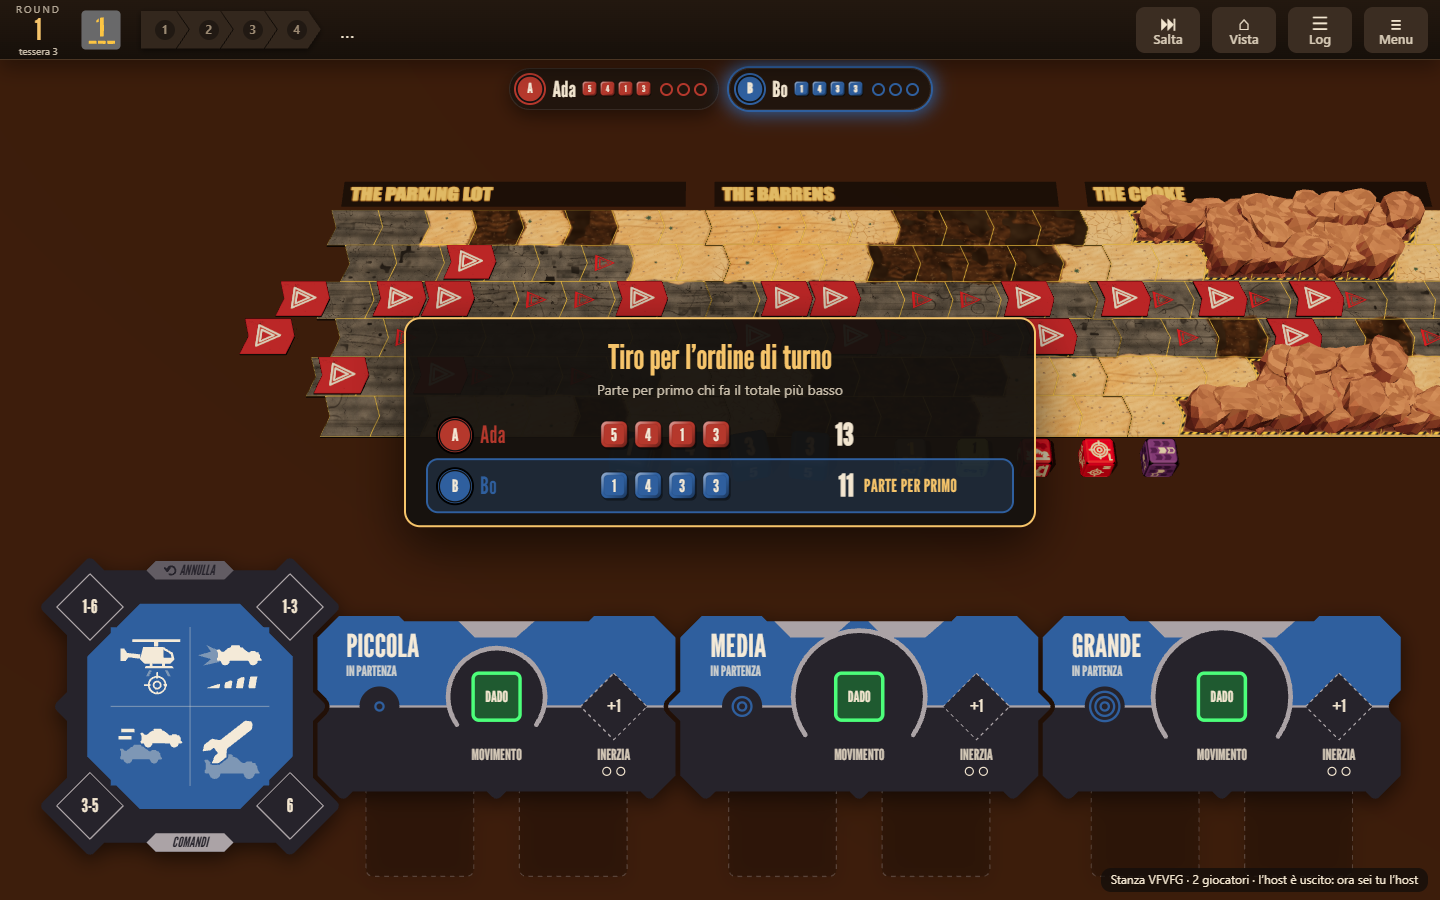 ROUND
1
tessera 3
1
1 2 3 4 ...
Salta
Vista
Log
Menu
A Ada 5 4 1 3
B Bo 1 4 3 3
THE PARKING LOT
THE BARRENS
THE CHOKE
Tiro per l'ordine di turno
Parte per primo chi fa il totale più basso
A Ada 5 4 1 3 13
B Bo 1 4 3 3 11 PARTE PER PRIMO
ANNULLA
1-6
1-3
3-5
6
COMANDI
PICCOLA
IN PARTENZA
DADO
+1
MOVIMENTO
INERZIA
MEDIA
IN PARTENZA
DADO
+1
MOVIMENTO
INERZIA
GRANDE
IN PARTENZA
DADO
+1
MOVIMENTO
INERZIA
Stanza VFVFG · 2 giocatori · l'host è uscito: ora sei tu l'host